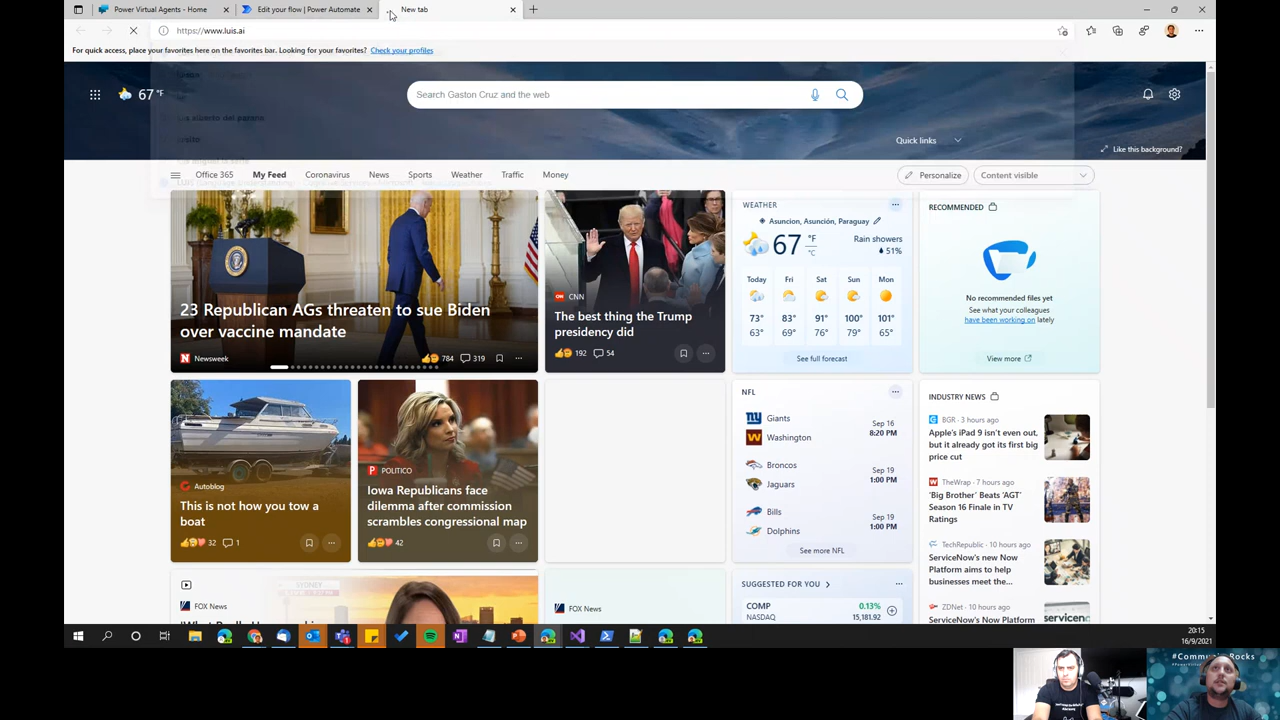 Power Virtual Agents - Home
Edit your flow | Power Automate
New tab
https://www.luis.ai
For quick access, place your favorites here on the favorites bar. Looking for your favorites? Check your profiles
67 °F
Search Gaston Cruz and the web
Quick links
Like this background?
Office 365
My Feed
Coronavirus
News
Sports
Weather
Traffic
Money
Personalize
Content visible
23 Republican AGs threaten to sue Biden
over vaccine mandate
Newsweek
784
319
CNN
The best thing the Trump
presidency did
192
54
WEATHER
Asuncion, Asunción, Paraguay
67 °F
°C
Rain showers
51%
Today
Fri
Sat
Sun
Mon
73°
83°
91°
100°
101°
63°
69°
76°
79°
65°
See full forecast
RECOMMENDED
No recommended files yet
See what your colleagues
have been working on lately
View more
Autoblog
This is not how you tow a
boat
32
1
POLITICO
Iowa Republicans face
dilemma after commission
scrambles congressional map
42
NFL
Giants
Washington
Sep 16
8:20 PM
Broncos
Jaguars
Sep 19
1:00 PM
Bills
Dolphins
Sep 19
1:00 PM
See more NFL
INDUSTRY NEWS
BGR · 3 hours ago
Apple's iPad 9 isn't even out,
but it already got its first big
price cut
TheWrap · 7 hours ago
'Big Brother' Beats 'AGT'
Season 16 Finale in TV
Ratings
TechRepublic · 10 hours ago
ServiceNow's new Now
Platform aims to help
businesses meet the...
ZDNet · 10 hours ago
ServiceNow's Now Platform
FOX News
FOX News
SUGGESTED FOR YOU
COMP
NASDAQ
0.13%
15,181.92
20:15
16/9/2021